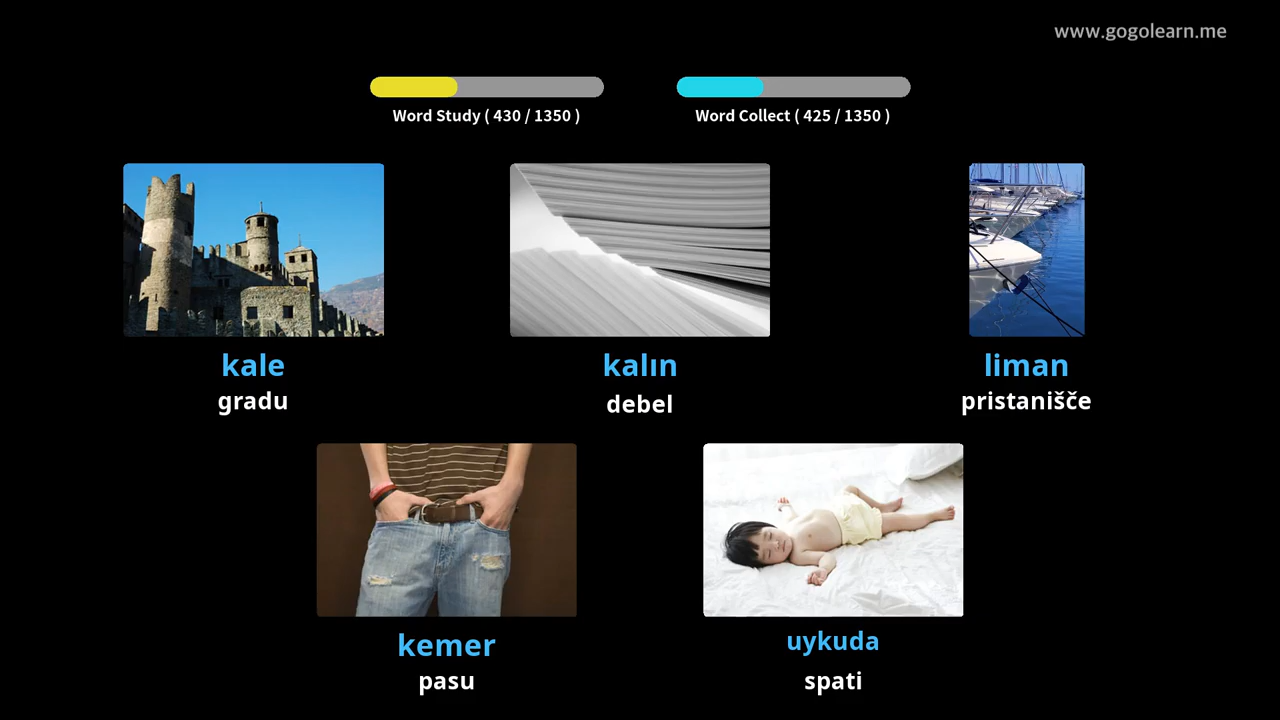 www.gogolearn.me
Word Study ( 430 / 1350 )
Word Collect ( 425 / 1350 )
kale
gradu
kalın
debel
liman
pristanišče
kemer
pasu
uykuda
spati